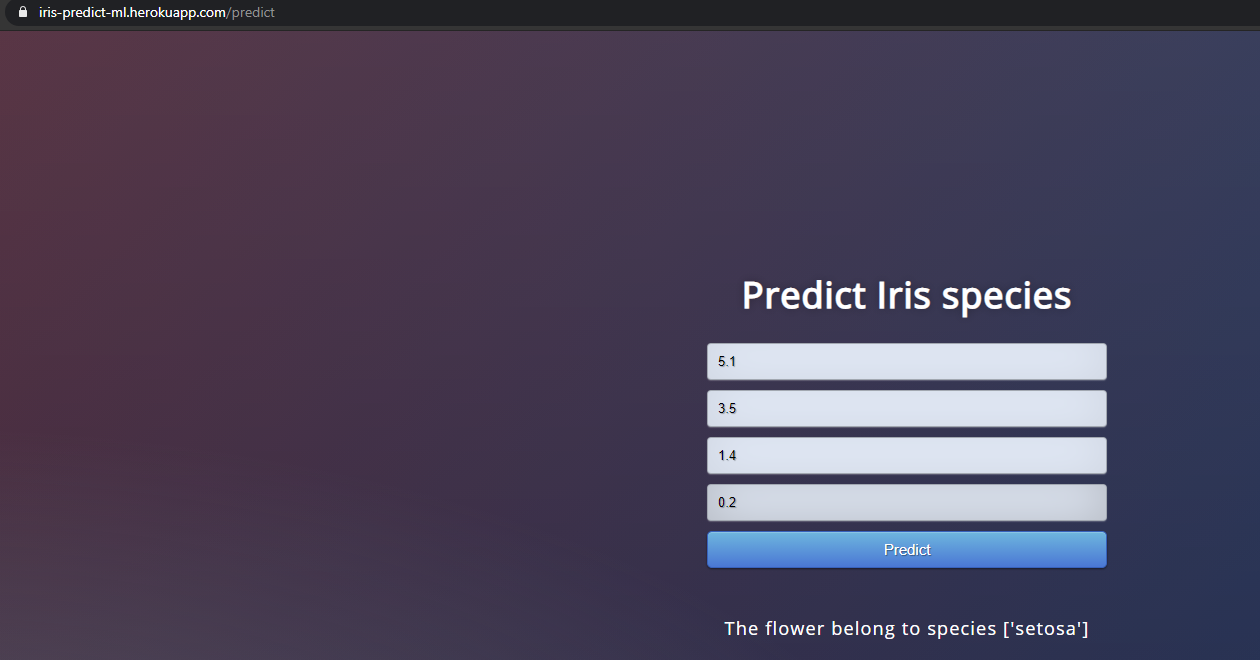 iris-predict-ml.herokuapp.com/predict
Predict Iris species
5.1
3.5
1.4
0.2
Predict
The flower belong to species ['setosa']